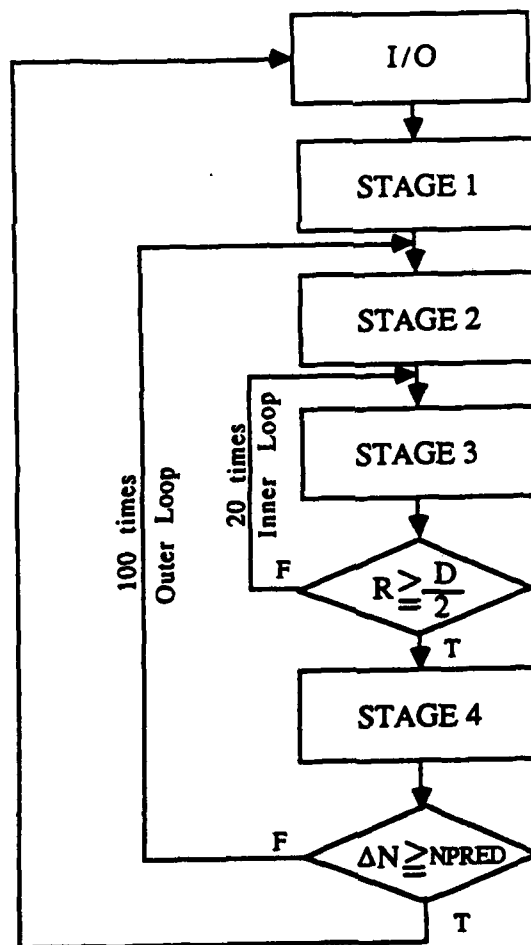 I/O
STAGE 1
STAGE 2
STAGE 3
20 times
Inner Loop
100 times
Outer Loop
F
R ≧ D/2
T
STAGE 4
F
ΔN ≧ NPRED
T